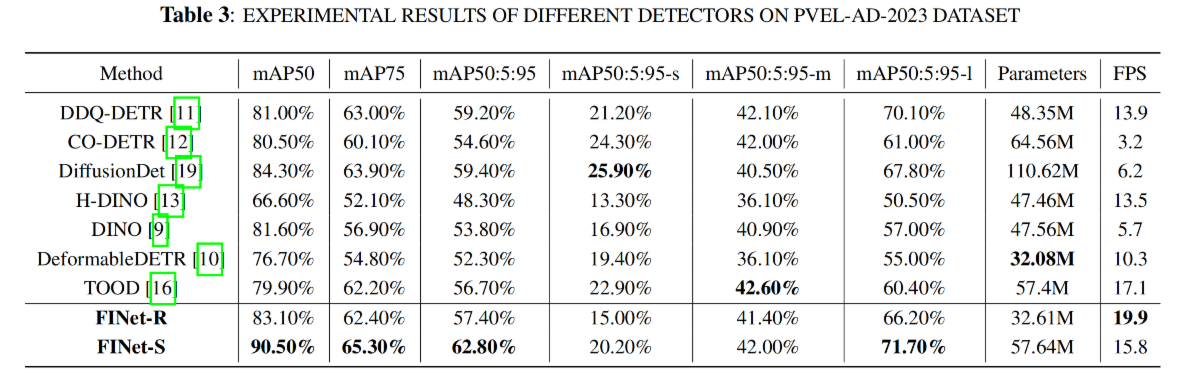 Table 3: EXPERIMENTAL RESULTS OF DIFFERENT DETECTORS ON PVEL-AD-2023 DATASET
Method mAP50 mAP75 mAP50:5:95 mAP50:5:95-s mAP50:5:95-m mAP50:5:95-l Parameters FPS
DDQ-DETR [11] 81.00% 63.00% 59.20% 21.20% 42.10% 70.10% 48.35M 13.9
CO-DETR [12] 80.50% 60.10% 54.60% 24.30% 42.00% 61.00% 64.56M 3.2
DiffusionDet [19] 84.30% 63.90% 59.40% 25.90% 40.50% 67.80% 110.62M 6.2
H-DINO [13] 66.60% 52.10% 48.30% 13.30% 36.10% 50.50% 47.46M 13.5
DINO [9] 81.60% 56.90% 53.80% 16.90% 40.90% 57.00% 47.56M 5.7
DeformableDETR [10] 76.70% 54.80% 52.30% 19.40% 36.10% 55.00% 32.08M 10.3
TOOD [16] 79.90% 62.20% 56.70% 22.90% 42.60% 60.40% 57.4M 17.1
FINet-R 83.10% 62.40% 57.40% 15.00% 41.40% 66.20% 32.61M 19.9
FINet-S 90.50% 65.30% 62.80% 20.20% 42.00% 71.70% 57.64M 15.8